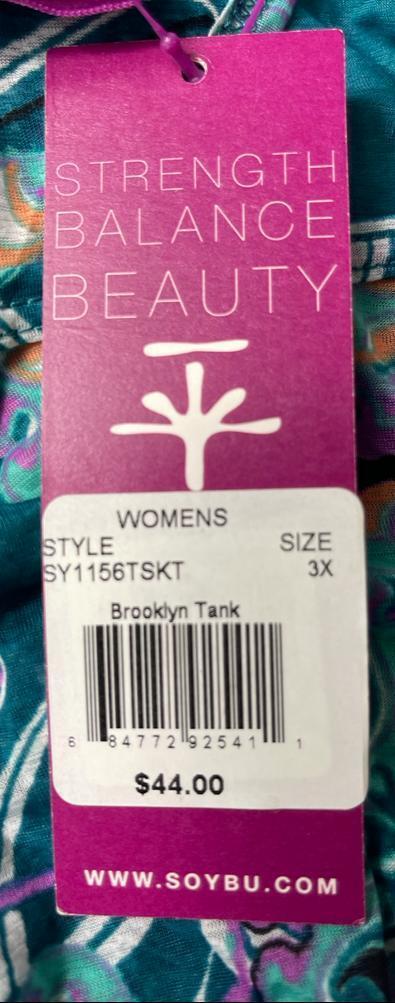 STRENGTH
BALANCE
BEAUTY
WOMENS
STYLE SIZE
SY1156TSKT 3X
Brooklyn Tank
6 84772 92541 1
$44.00
WWW.SOYBU.COM